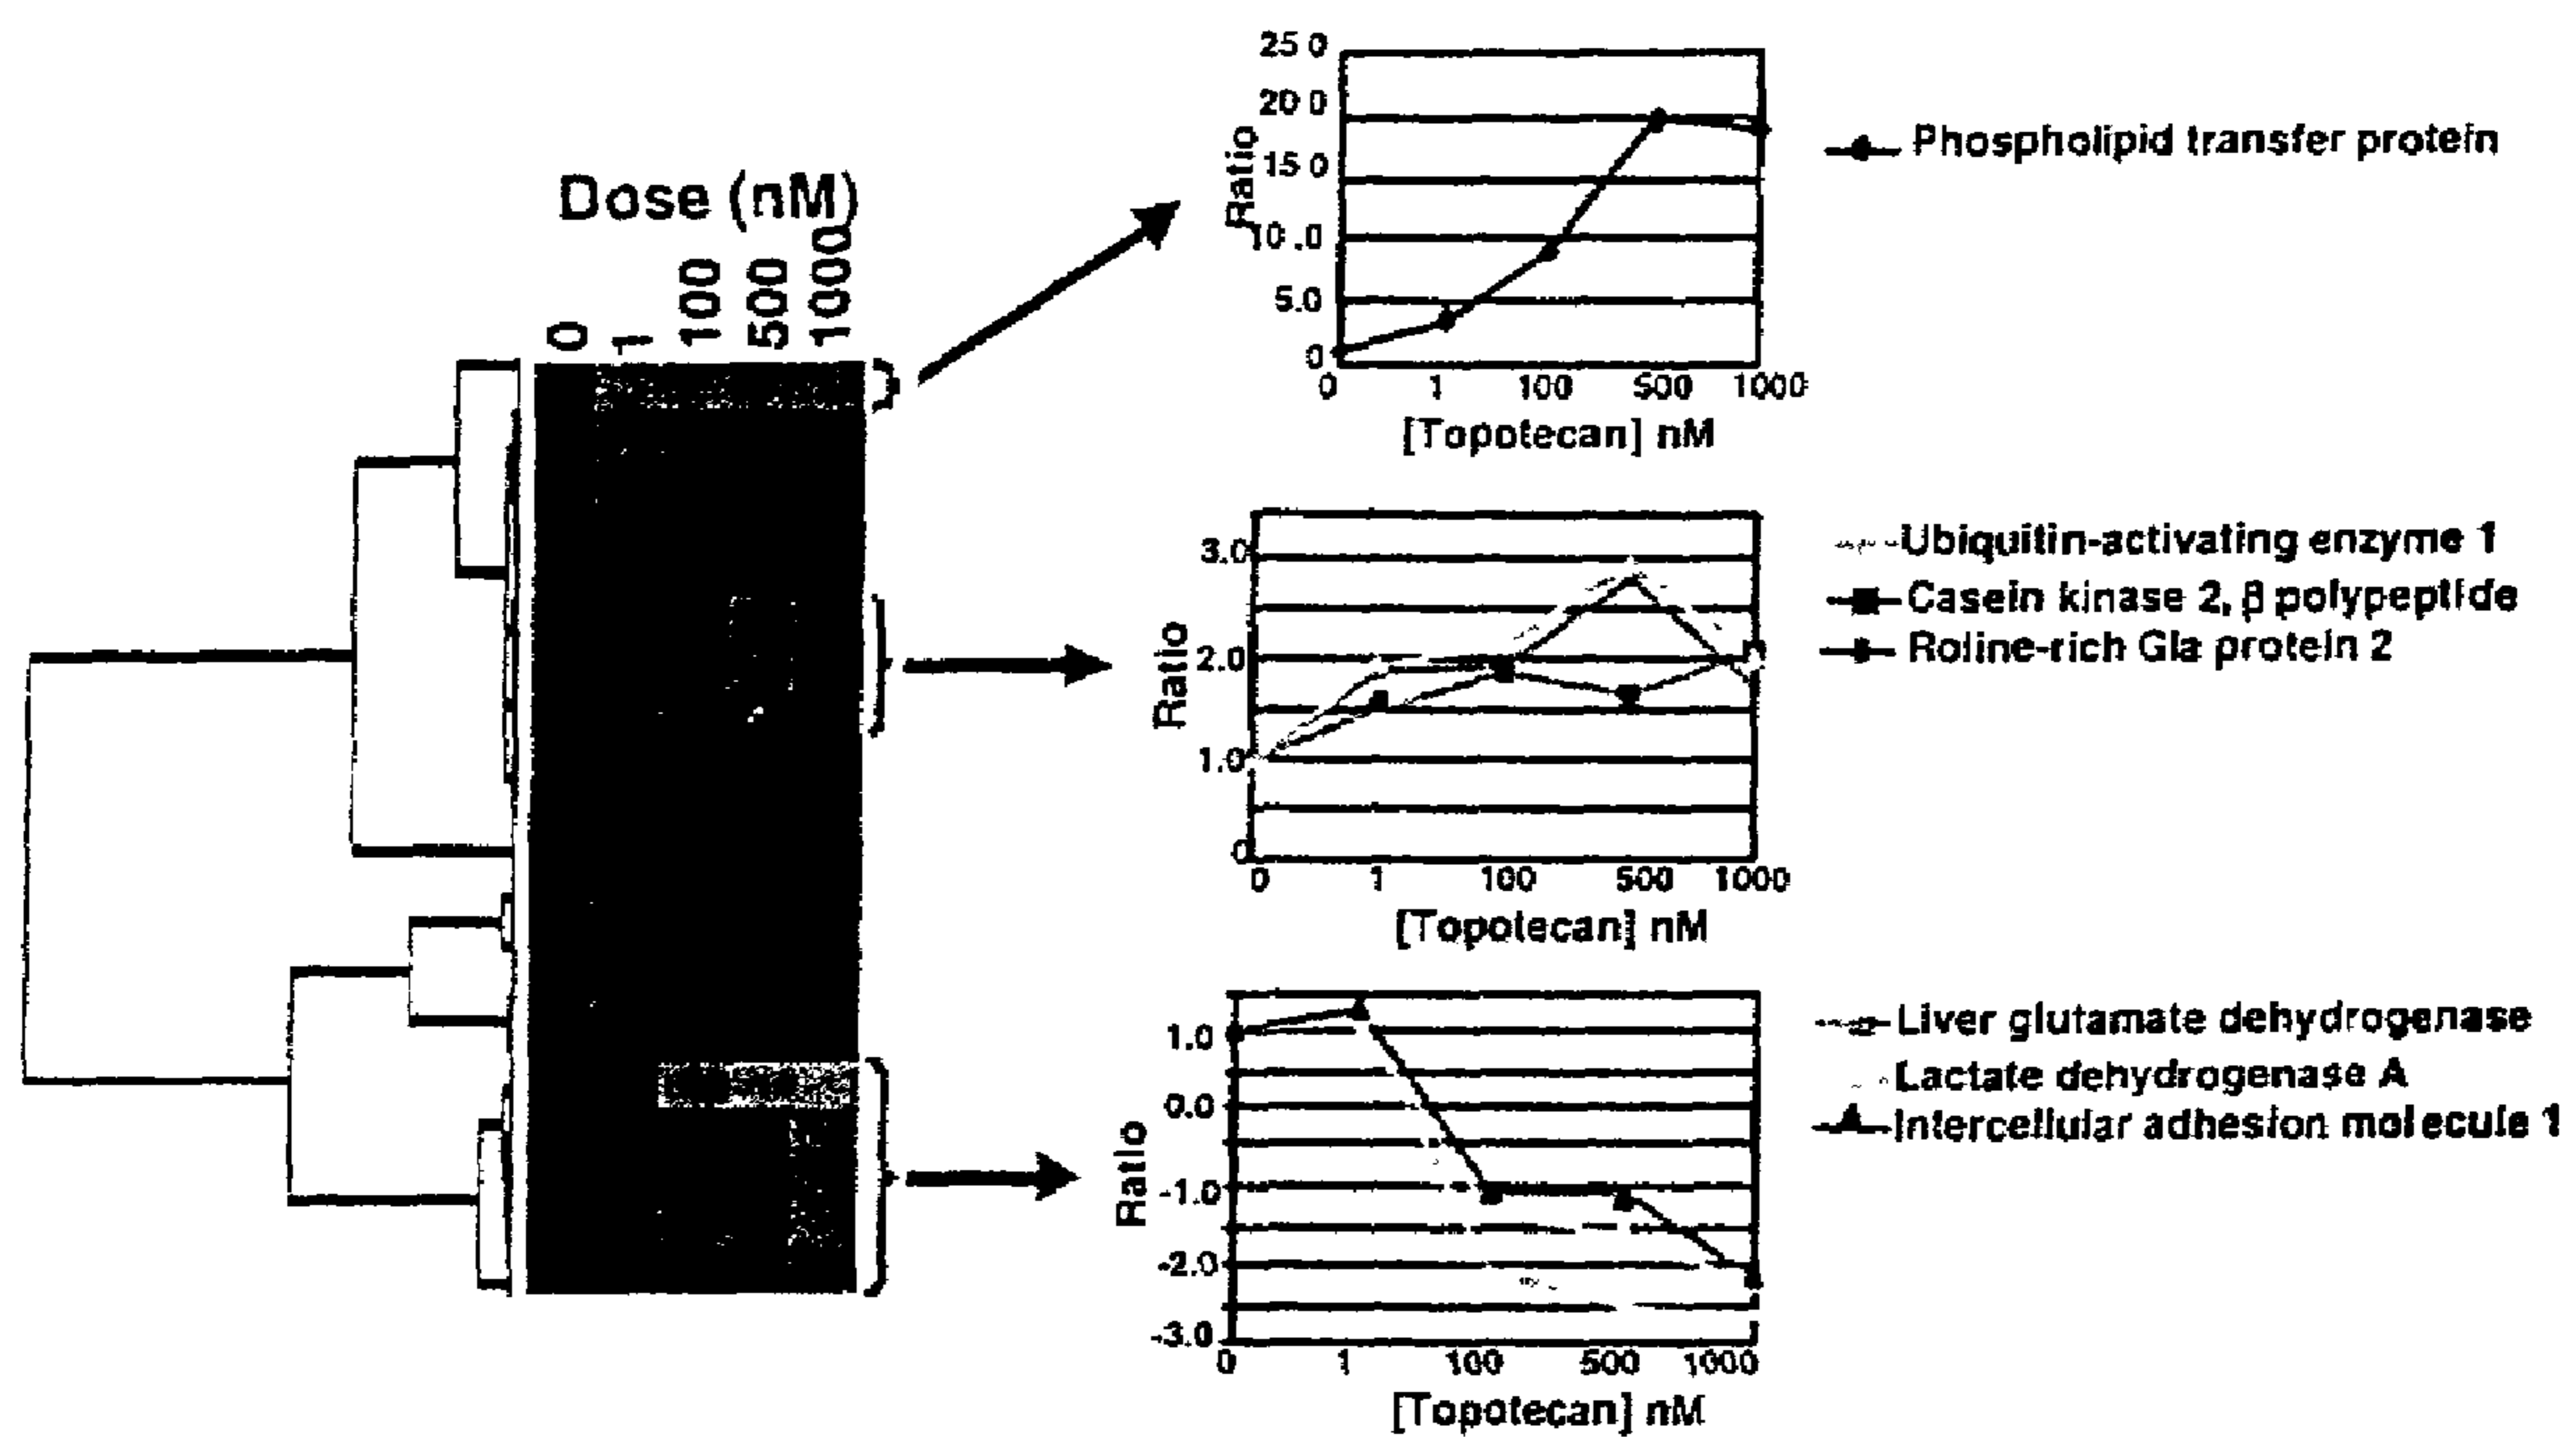 Dose (nM)
0 1 100 500 1000
25 0
20 0
15 0
10 .0
5.0
0
Ratio
0 1 100 500 1000
[Topotecan] nM
Phospholipid transfer protein
3.0
2.0
1.0
0
Ratio
0 1 100 500 1000
[Topotecan] nM
Ubiquitin-activating enzyme 1
Casein kinase 2, β polypeptide
Roline-rich Gla protein 2
1.0
0.0
-1.0
-2.0
-3.0
Ratio
0 1 100 500 1000
[Topotecan] nM
Liver glutamate dehydrogenase
Lactate dehydrogenase A
Intercellular adhesion molecule 1